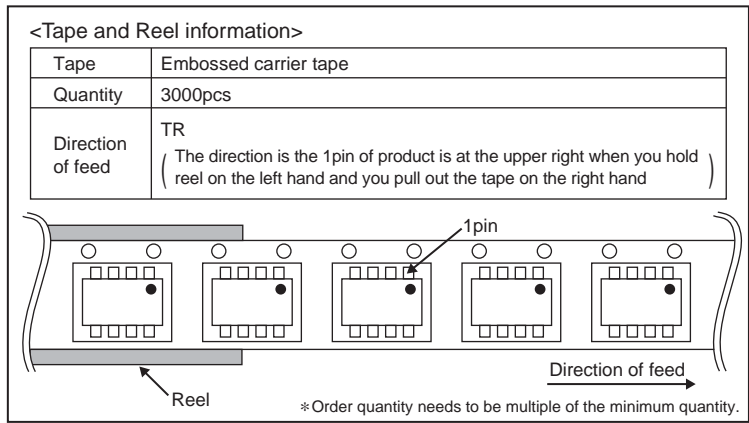 <Tape and Reel information>
Tape Embossed carrier tape
Quantity 3000pcs
Direction of feed TR
( The direction is the 1pin of product is at the upper right when you hold
reel on the left hand and you pull out the tape on the right hand )
1pin
Direction of feed
Reel
∗Order quantity needs to be multiple of the minimum quantity.